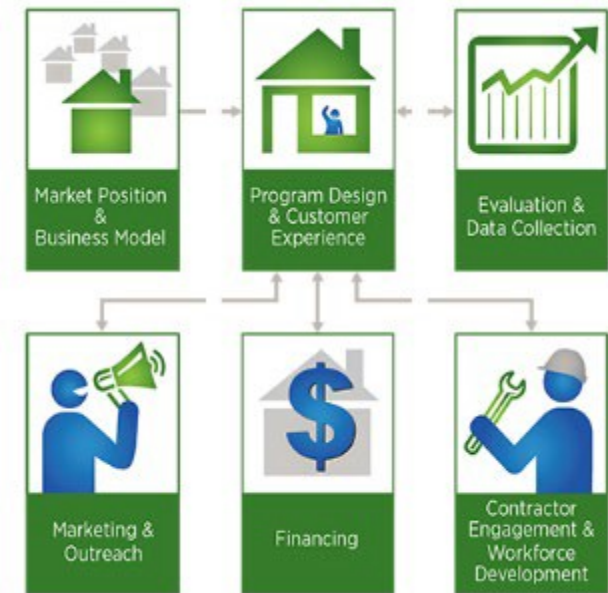 Market Position
&
Business Model
Program Design
& Customer
Experience
Evaluation &
Data Collection
Marketing &
Outreach
Financing
Contractor
Engagement &
Workforce
Development